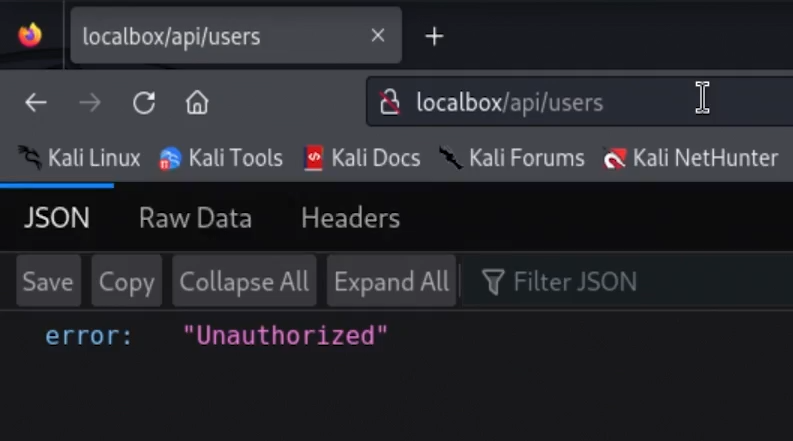 localbox/api/users
localbox/api/users
Kali Linux Kali Tools Kali Docs Kali Forums Kali NetHunter
JSON Raw Data Headers
Save Copy Collapse All Expand All Filter JSON
error: "Unauthorized"